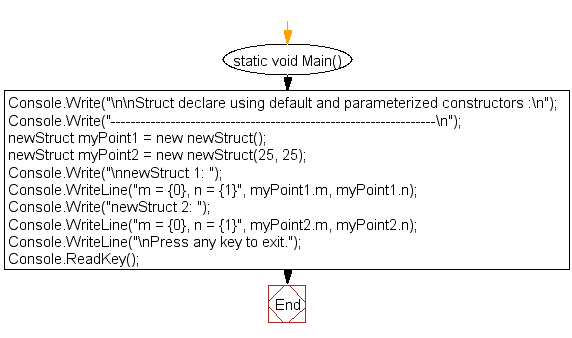 static void Main()
Console.Write("\n\nStruct declare using default and parameterized constructors :\n");
Console.Write("----------------------------------------------------------------\n");
newStruct myPoint1 = new newStruct();
newStruct myPoint2 = new newStruct(25, 25);
Console.Write("\nnewStruct 1: ");
Console.WriteLine("m = {0}, n = {1}", myPoint1.m, myPoint1.n);
Console.Write("newStruct 2: ");
Console.WriteLine("m = {0}, n = {1}", myPoint2.m, myPoint2.n);
Console.WriteLine("\nPress any key to exit.");
Console.ReadKey();
End